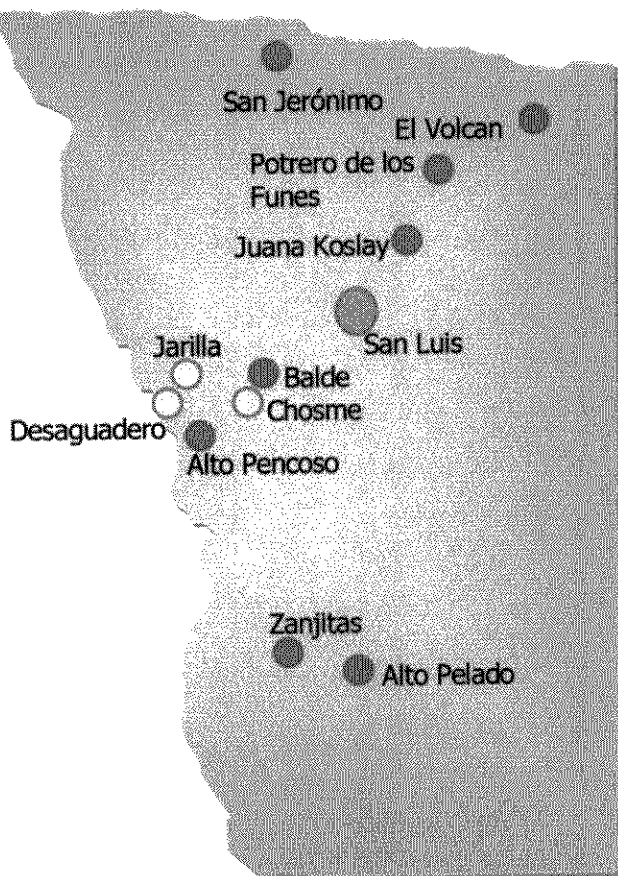 San Jerónimo
El Volcan
Potrero de los
Funes
Juana Koslay
San Luis
Jarilla
Balde
Chosme
Desaguadero
Alto Pencoso
Zanjitas
Alto Pelado